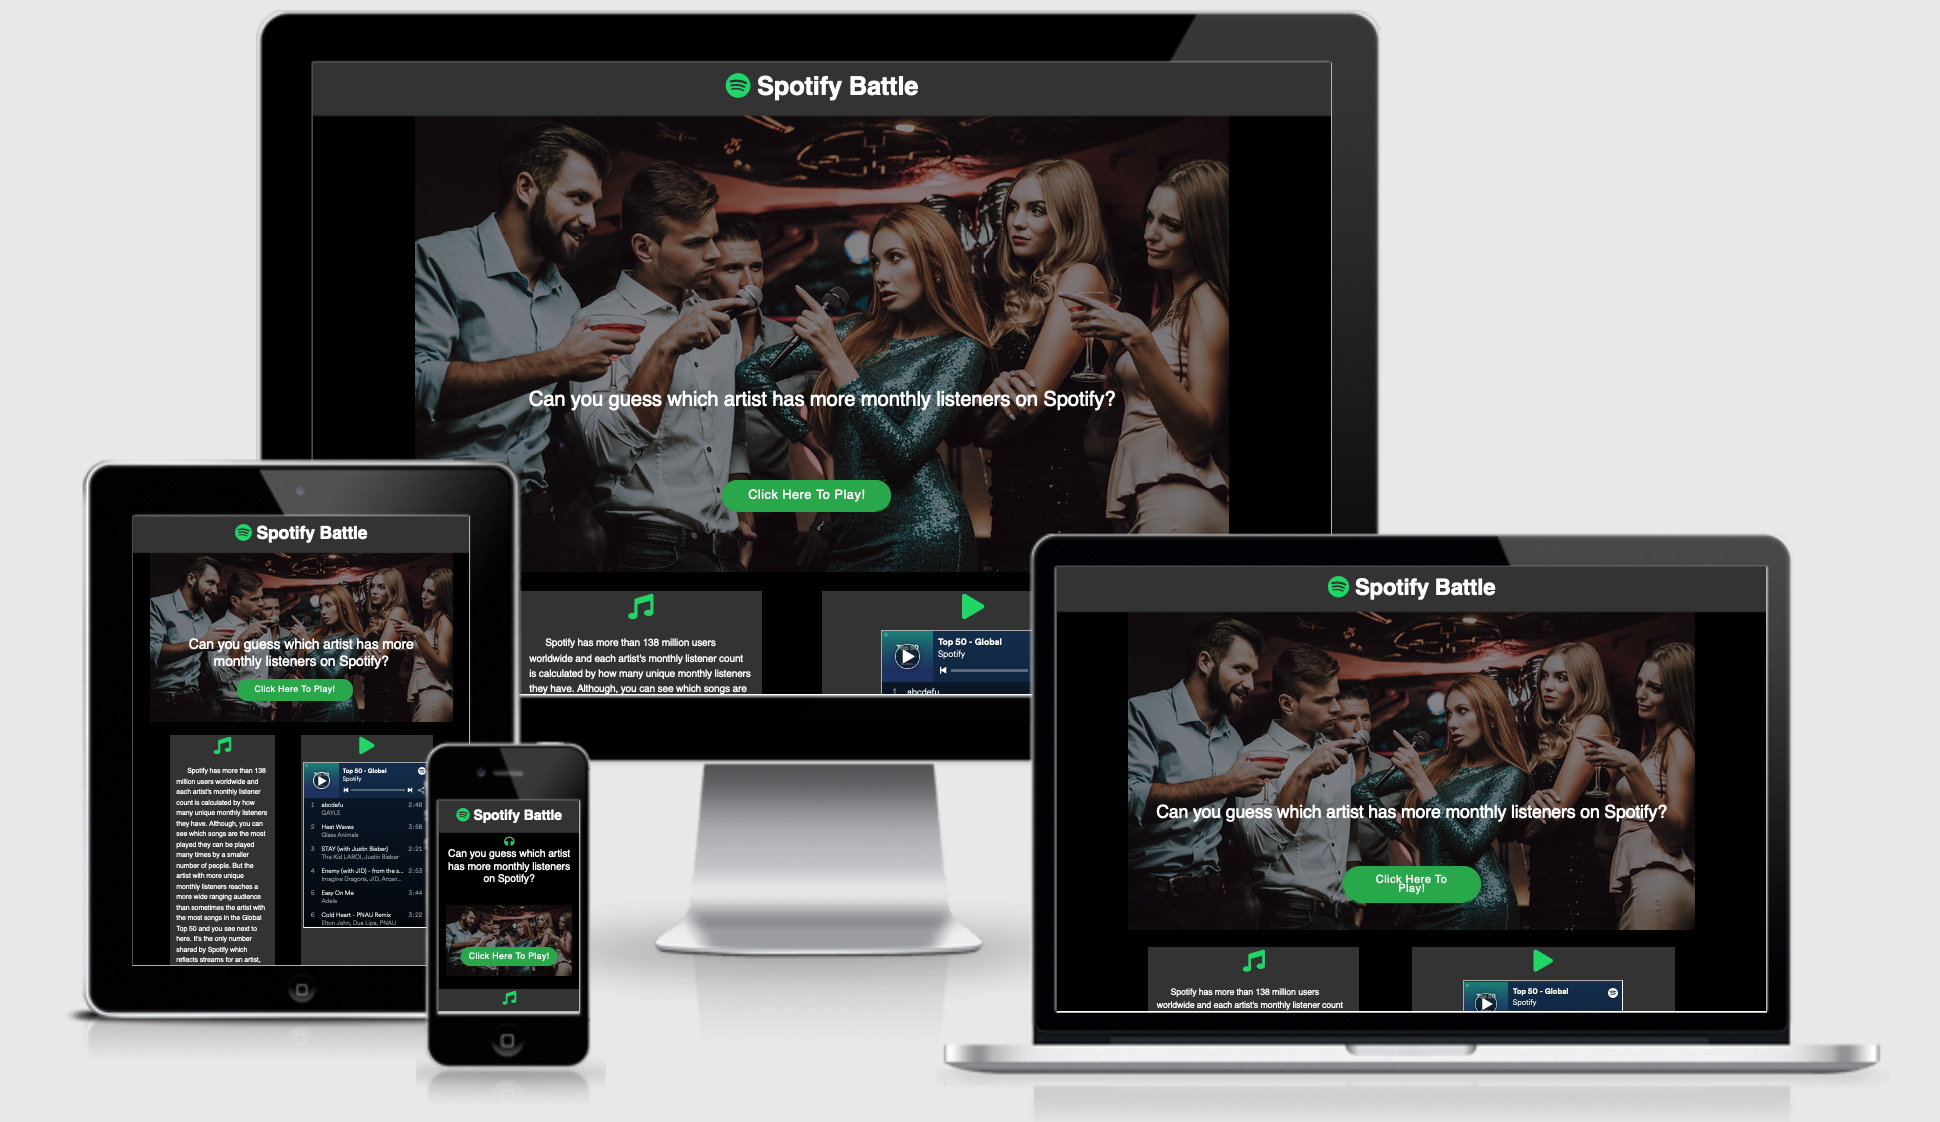 Spotify Battle
Can you guess which artist has more monthly listeners on Spotify?
Click Here To Play!
Spotify has more than 138 million users
worldwide and each artist's monthly listener count
is calculated by how many unique monthly listeners
they have. Although, you can see which songs are
Top 50 - Global
Spotify
1 abcdefu
Spotify Battle
Can you guess which artist has more
monthly listeners on Spotify?
Click Here To Play!
Spotify has more than 138
million users worldwide and
each artist's monthly listener
count is calculated by how
many unique monthly listeners
they have. Although, you can
see which songs are the most
played they can be played
many times by a smaller
number of people. But the
artist with more unique
monthly listeners reaches a
more wide ranging audience
than sometimes the artist with
the most songs in the Global
Top 50 and you see next to
here. It's the only number
shared by Spotify which
reflects streams for an artist,
Top 50 - Global
Spotify
1 abcdefu 2:48
GAYLE
2 Heat Waves 3:58
Glass Animals
3 STAY (with Justin Bieber) 2:21
The Kid LAROI, Justin Bieber
4 Enemy (with JID) - from the s... 2:53
Imagine Dragons, JID, Arcan...
5 Easy On Me 3:44
Adele
6 Cold Heart - PNAU Remix 3:22
Elton John, Dua Lipa, PNAU
Spotify Battle
Can you guess which artist
has more monthly listeners
on Spotify?
Click Here To Play!
Spotify Battle
Can you guess which artist has more monthly listeners on Spotify?
Click Here To
Play!
Spotify has more than 138 million users
worldwide and each artist's monthly listener count
Top 50 - Global
Spotify